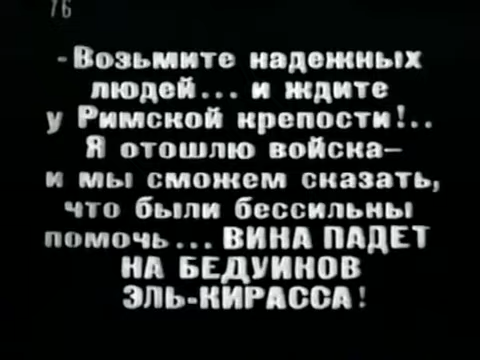 76
-Возьмите надежных
людей... и ждите
у Римской крепости!..
Я отошлю войска—
и мы сможем сказать,
что были бессильны
помочь... ВИНА ПАДЕТ
НА БЕДУИНОВ
ЭЛЬ-КИРАССА!